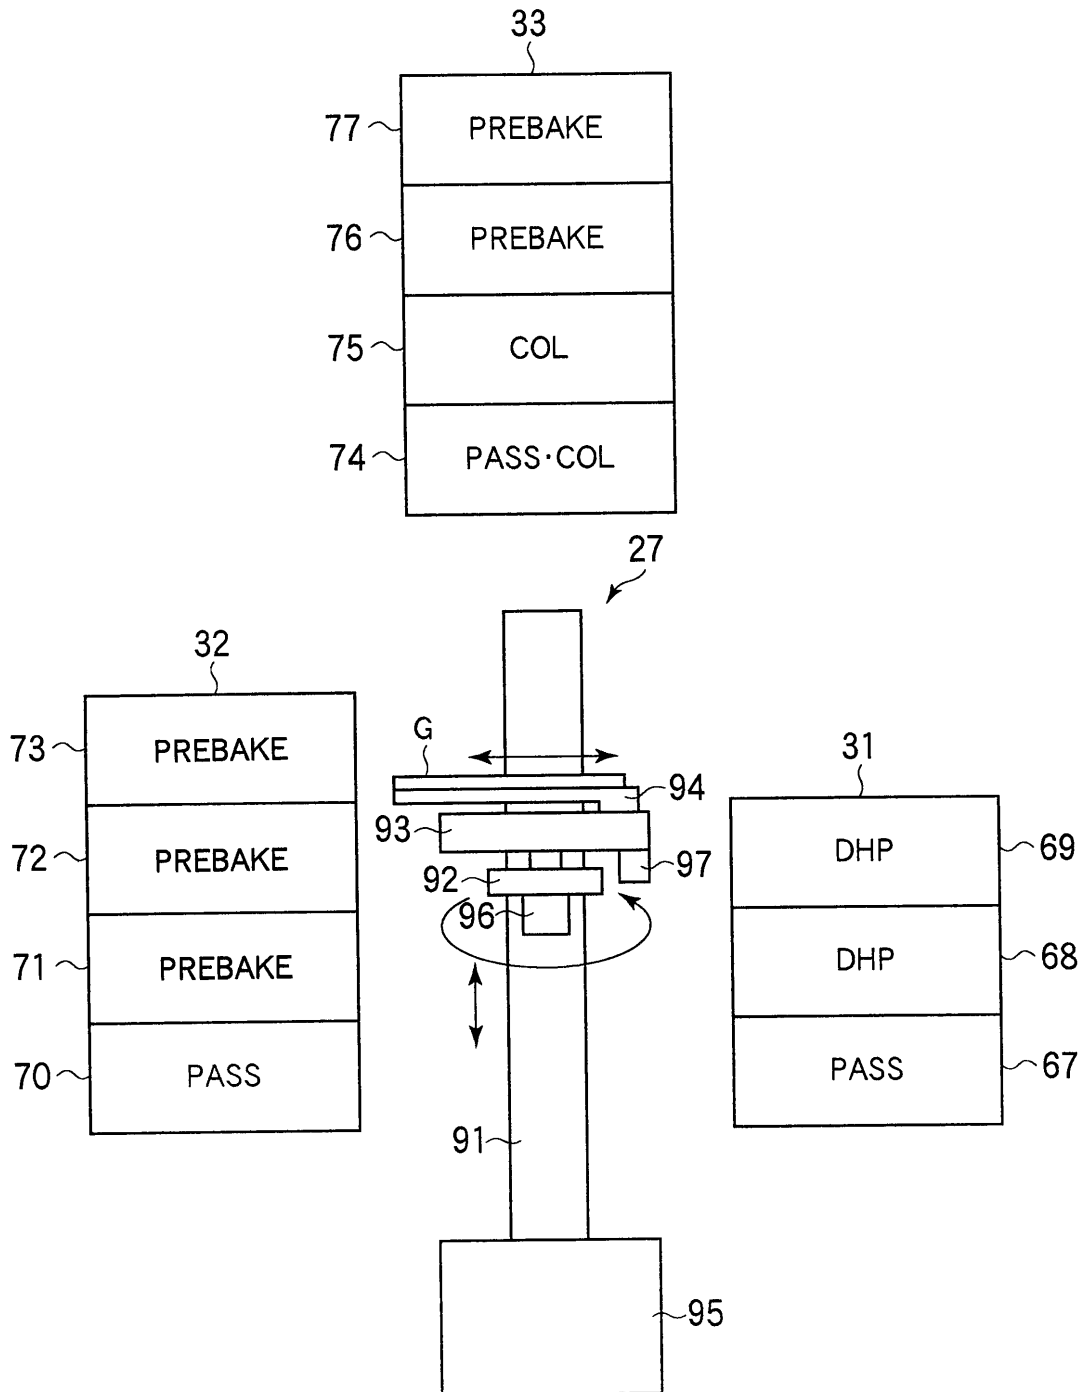 33
77 PREBAKE
76 PREBAKE
75 COL
74 PASS·COL
27
32
73 PREBAKE
72 PREBAKE
71 PREBAKE
70 PASS
G
94
93
97
92
96
91
95
31
DHP 69
DHP 68
PASS 67